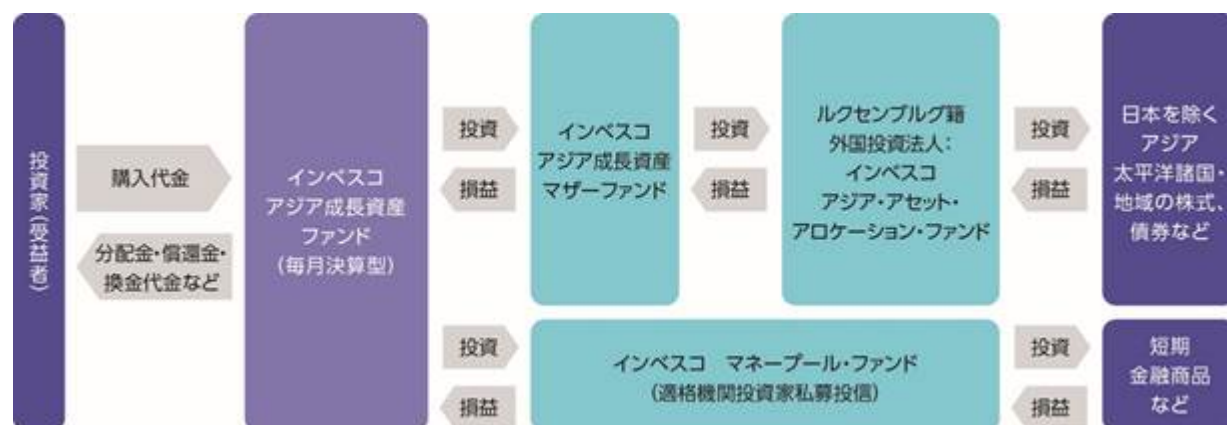 投資家(受益者)
購入代金
分配金・償還金・
換金代金など
インベスコ
アジア成長資産
ファンド
(毎月決算型)
投資
損益
インベスコ
アジア成長資産
マザーファンド
投資
損益
ルクセンブルグ籍
外国投資法人:
インベスコ
アジア・アセット・
アロケーション・ファンド
投資
損益
日本を除く
アジア
太平洋諸国・
地域の株式、
債券など
投資
損益
インベスコ マネープール・ファンド
(適格機関投資家私募投信)
投資
損益
短期
金融商品
など